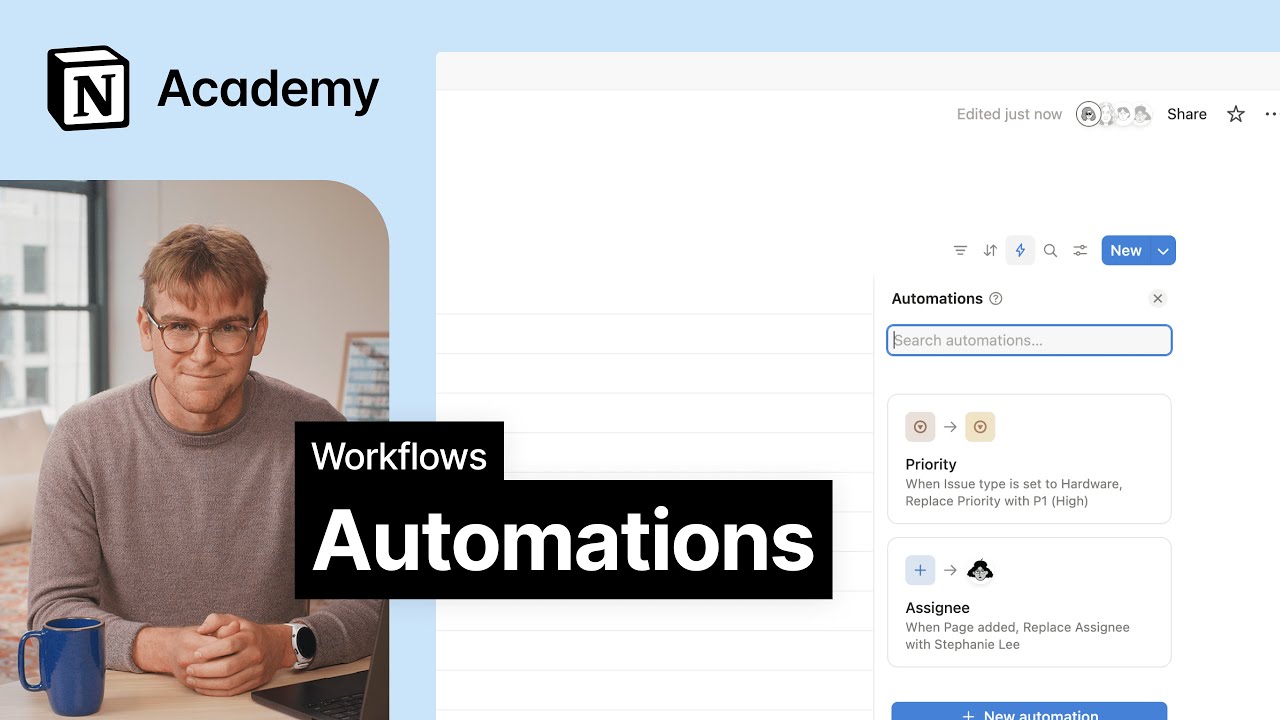 N Academy
Edited just now Share
New
Automations
Search automations...
Priority
When Issue type is set to Hardware,
Replace Priority with P1 (High)
Assignee
When Page added, Replace Assignee
with Stephanie Lee
New automation
Workflows
Automations